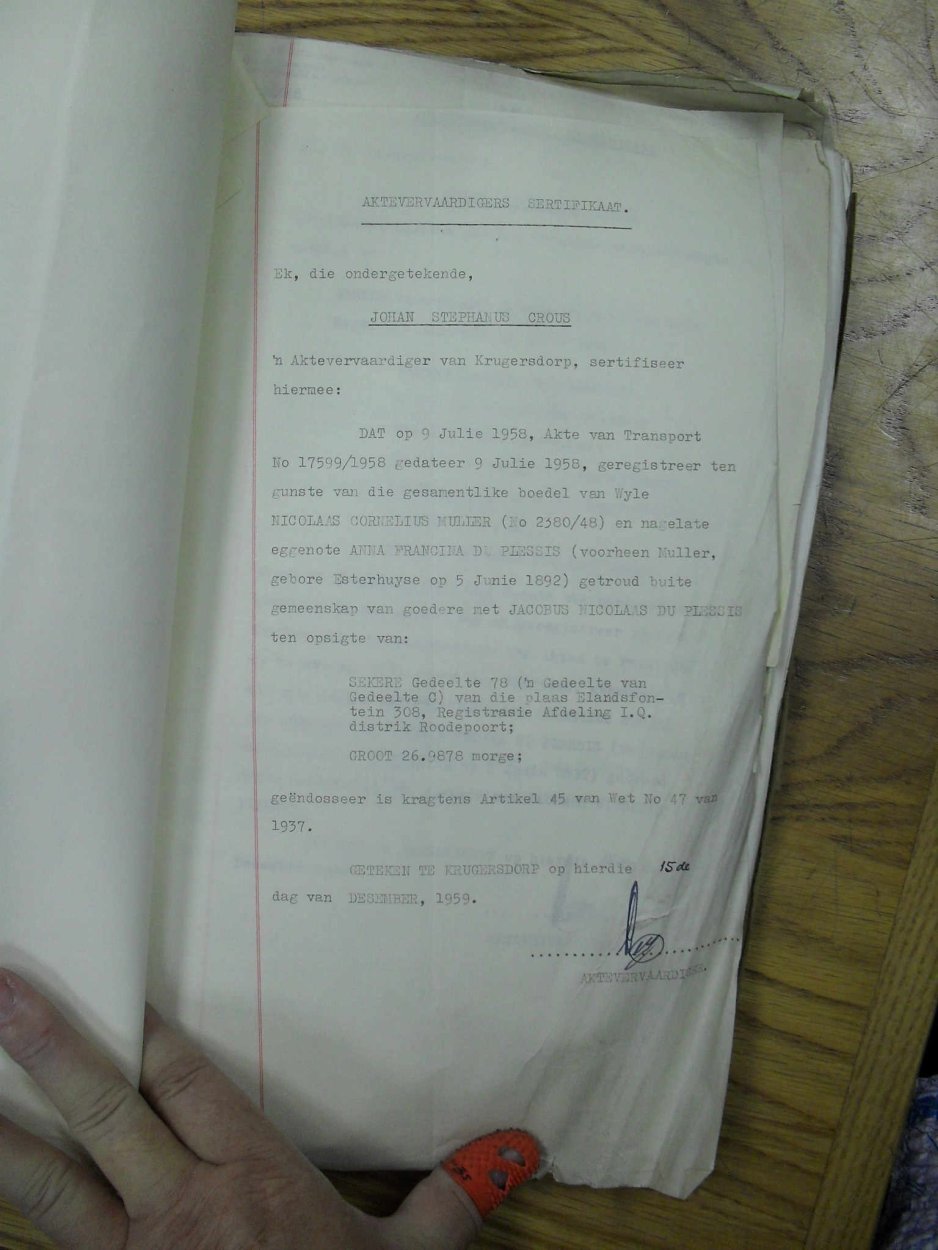 AKTEVERVAARDIGERS SERTIFIKAAT.
Ek, die ondergetekende,
JOHAN STEPHANUS CROUS
'n Aktevervaardiger van Krugersdorp, sertifiseer
hiermee:
DAT op 9 Julie 1958, Akte van Transport
No 17599/1958 gedateer 9 Julie 1958, geregistreer ten
gunste van die gesamentlike boedel van Wyle
NICOLAAS CORNELIUS MULLER (No 2380/48) en nagelate
eggenote ANNA FRANCINA DU PLESSIS (voorheen Muller,
gebore Esterhuyse op 5 Junie 1892) getroud buite
gemeenskap van goedere met JACOBUS NICOLAAS DU PLESSIS
ten opsigte van:
SEKERE Gedeelte 78 ('n Gedeelte van
Gedeelte C) van die plaas Elandsfon-
tein 308, Registrasie Afdeling I.Q.
distrik Roodepoort;
GROOT 26.9878 morge;
geëndosseer is kragtens Artikel 45 van Wet No 47 van
1937.
GETEKEN TE KRUGERSDORP op hierdie 15de
dag van DESEMBER, 1959.
AKTEVERVAARDIGER.